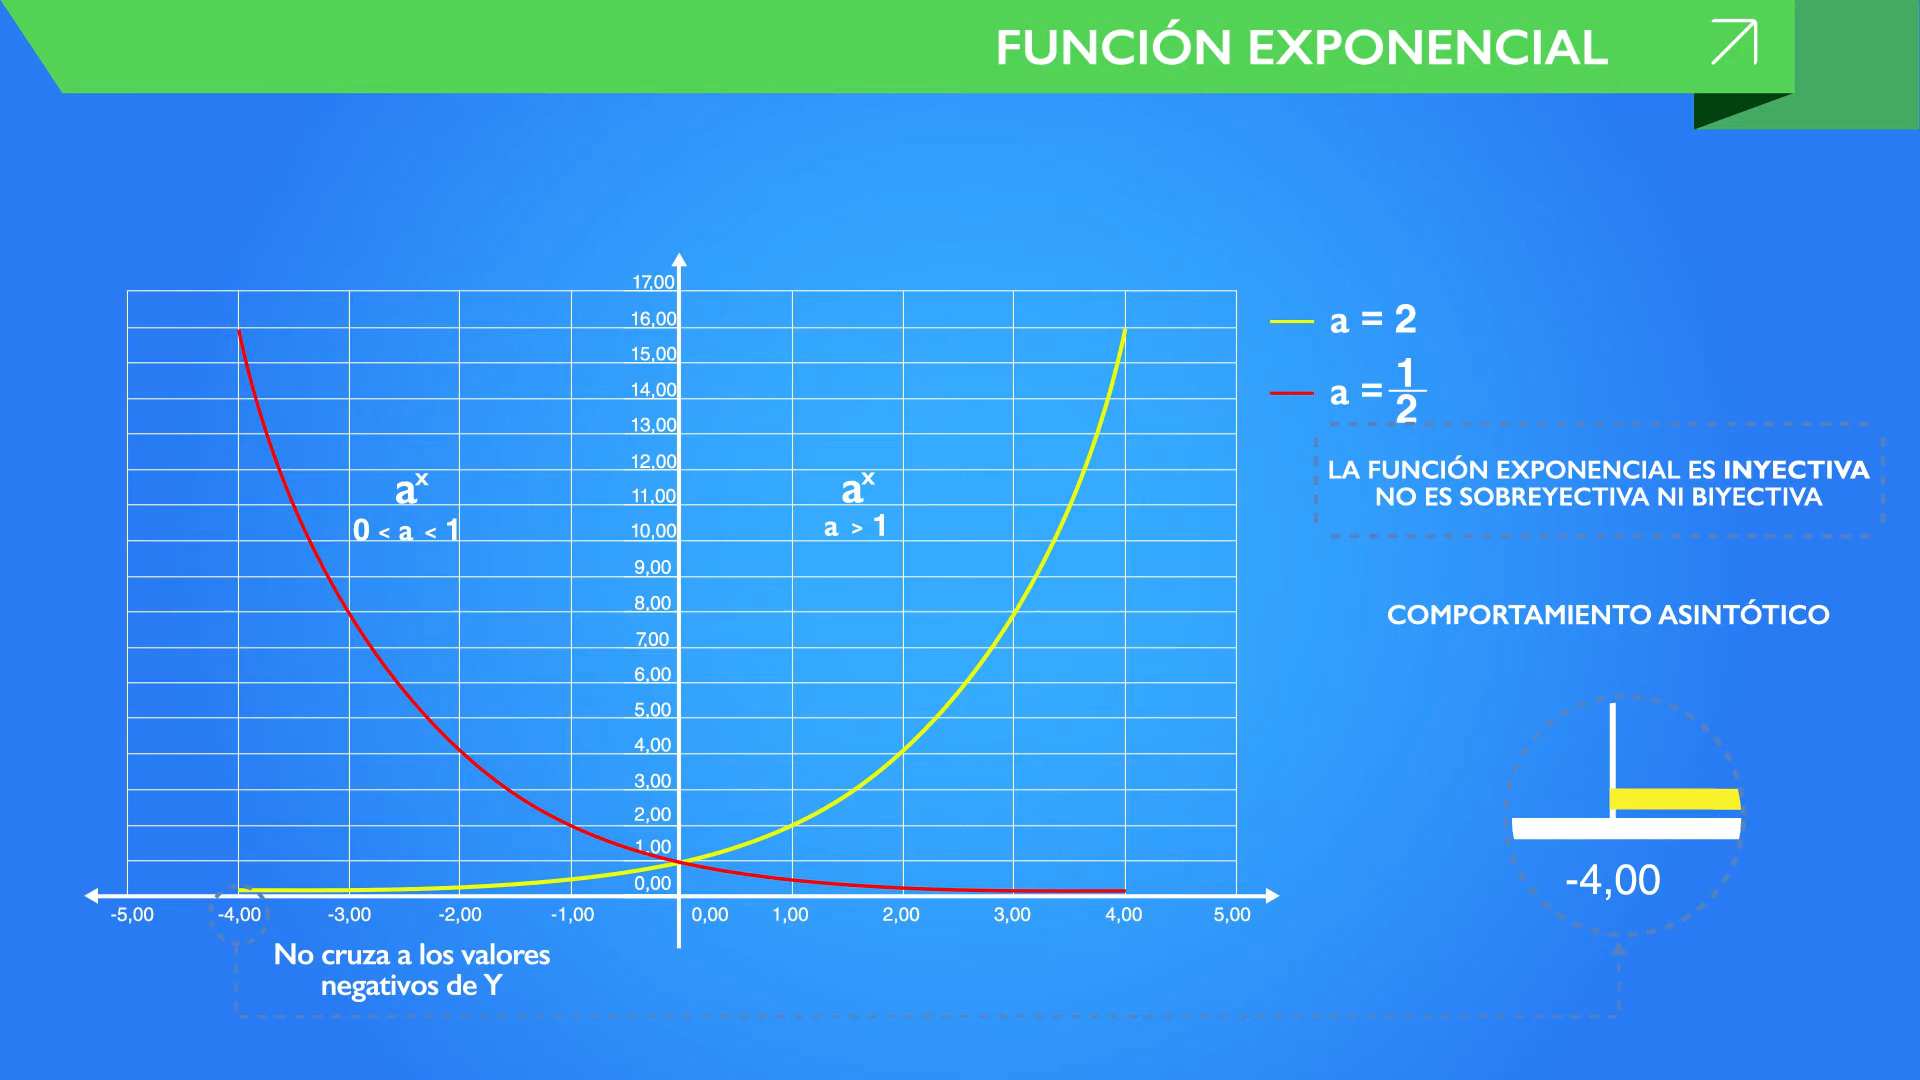 FUNCIÓN EXPONENCIAL
17,00
16,00
15,00
14,00
13,00
12,00
11,00
10,00
9,00
8,00
7,00
6,00
5,00
4,00
3,00
2,00
1,00
0,00
-5,00 -4,00 -3,00 -2,00 -1,00 0,00 1,00 2,00 3,00 4,00 5,00
aˣ
0 < a < 1
aˣ
a > 1
a = 2
a = 1/2
LA FUNCIÓN EXPONENCIAL ES INYECTIVA
NO ES SOBREYECTIVA NI BIYECTIVA
COMPORTAMIENTO ASINTÓTICO
-4,00
No cruza a los valores
negativos de Y